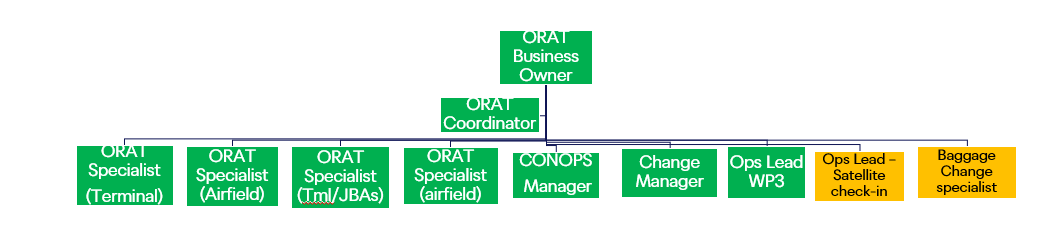 ORAT
Business
Owner
ORAT
Coordinator
ORAT
Specialist
(Terminal)
ORAT
Specialist
(Airfield)
ORAT
Specialist
(Tml/JBAs)
ORAT
Specialist
(airfield)
CONOPS
Manager
Change
Manager
Ops Lead
WP3
Ops Lead –
Satellite
check-in
Baggage
Change
specialist